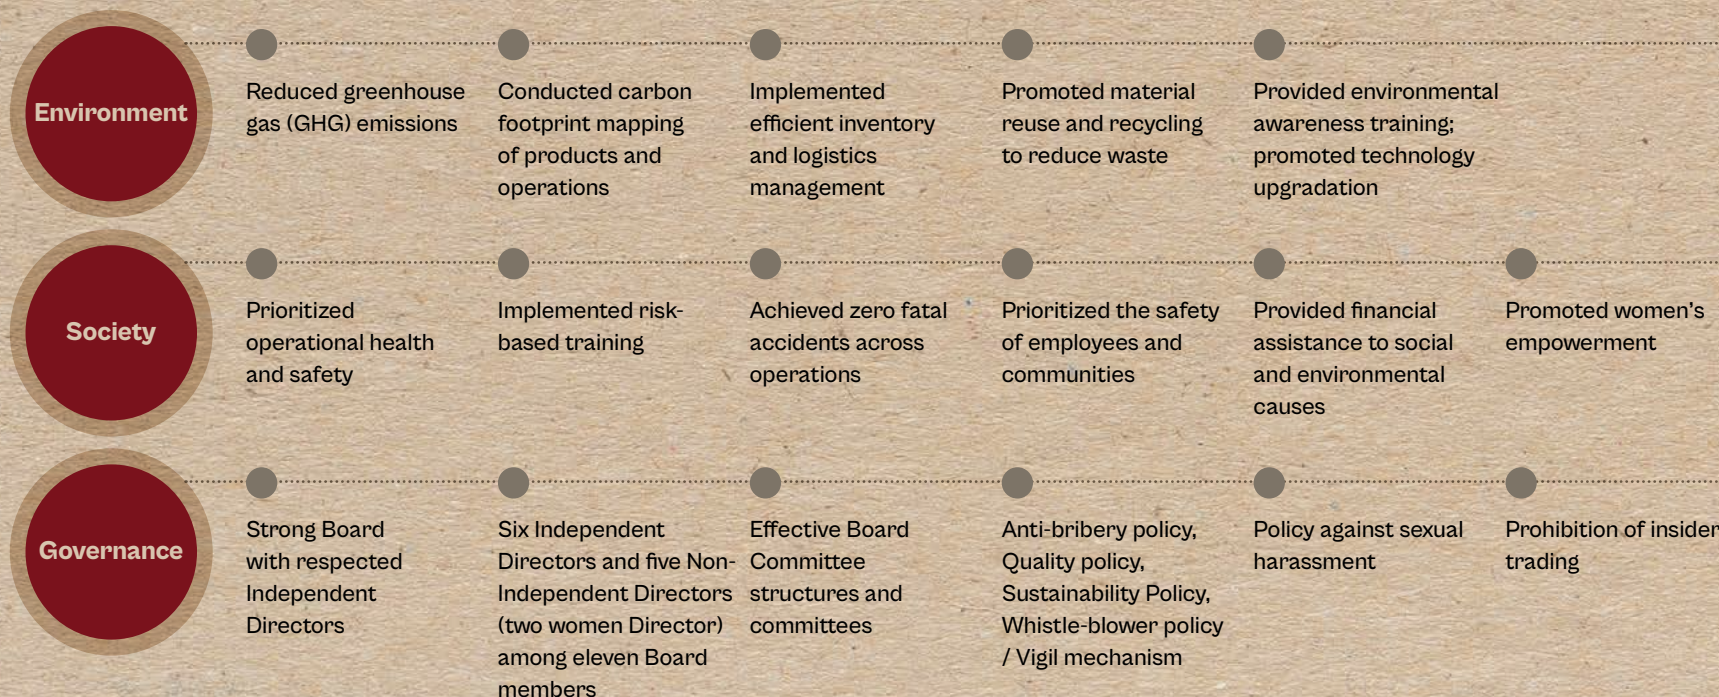 Environment
Reduced greenhouse
gas (GHG) emissions
Conducted carbon
footprint mapping
of products and
operations
Implemented
efficient inventory
and logistics
management
Promoted material
reuse and recycling
to reduce waste
Provided environmental
awareness training;
promoted technology
upgradation
Society
Prioritized
operational health
and safety
Implemented risk-
based training
Achieved zero fatal
accidents across
operations
Prioritized the safety
of employees and
communities
Provided financial
assistance to social
and environmental
causes
Promoted women's
empowerment
Governance
Strong Board
with respected
Independent
Directors
Six Independent
Directors and five Non-
Independent Directors
(two women Director)
among eleven Board
members
Effective Board
Committee
structures and
committees
Anti-bribery policy,
Quality policy,
Sustainability Policy,
Whistle-blower policy
/ Vigil mechanism
Policy against sexual
harassment
Prohibition of insider
trading